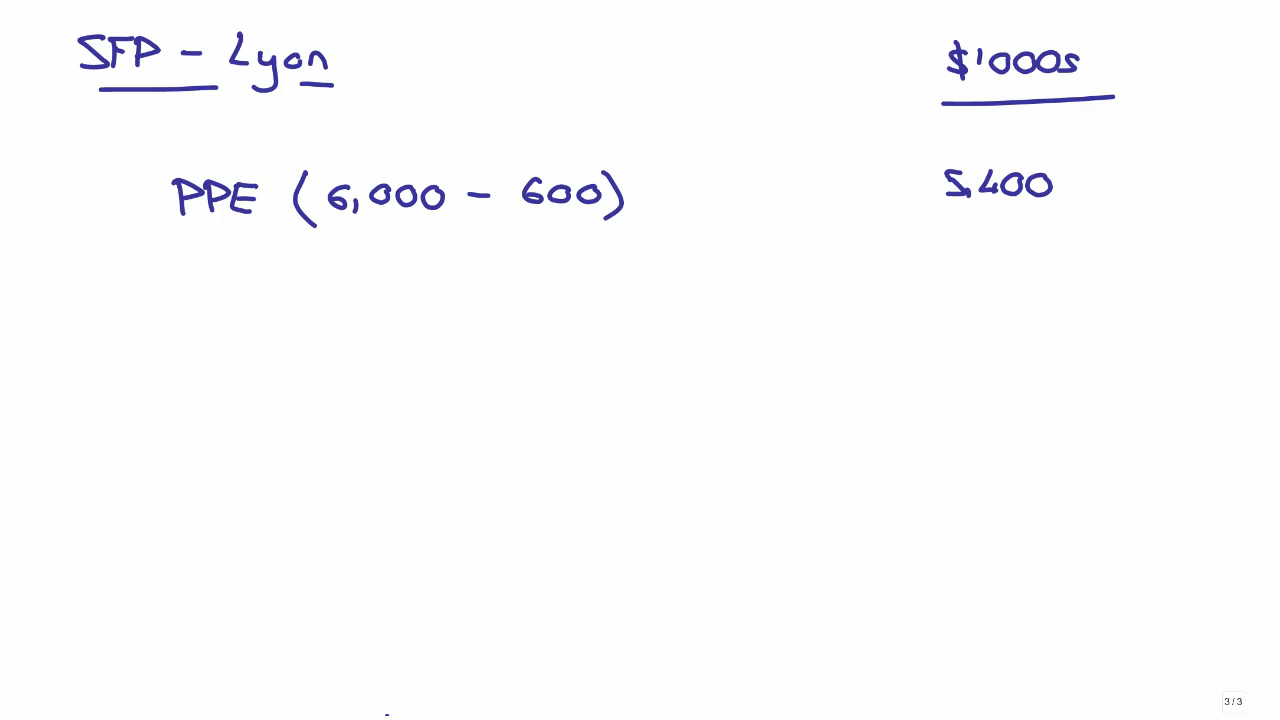 SFP - Lyon
$'000s
PPE (6,000 - 600)
5,400
3 / 3